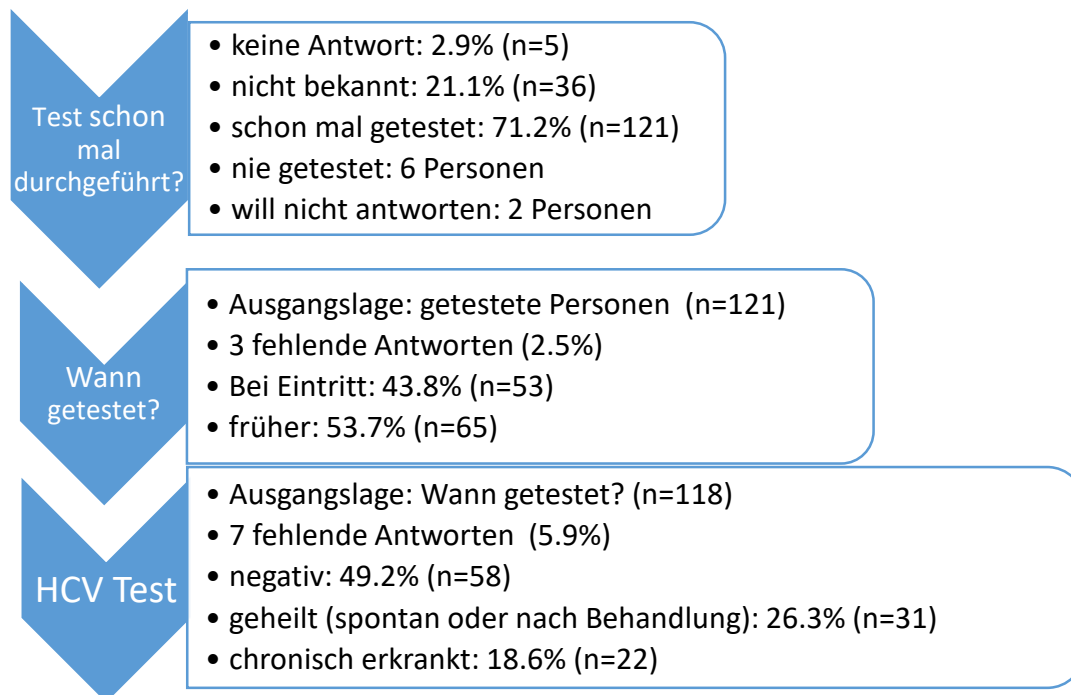 Test schon
mal
durchgeführt?
• keine Antwort: 2.9% (n=5)
• nicht bekannt: 21.1% (n=36)
• schon mal getestet: 71.2% (n=121)
• nie getestet: 6 Personen
• will nicht antworten: 2 Personen
Wann
getestet?
• Ausgangslage: getestete Personen (n=121)
• 3 fehlende Antworten (2.5%)
• Bei Eintritt: 43.8% (n=53)
• früher: 53.7% (n=65)
HCV Test
• Ausgangslage: Wann getestet? (n=118)
• 7 fehlende Antworten (5.9%)
• negativ: 49.2% (n=58)
• geheilt (spontan oder nach Behandlung): 26.3% (n=31)
• chronisch erkrankt: 18.6% (n=22)